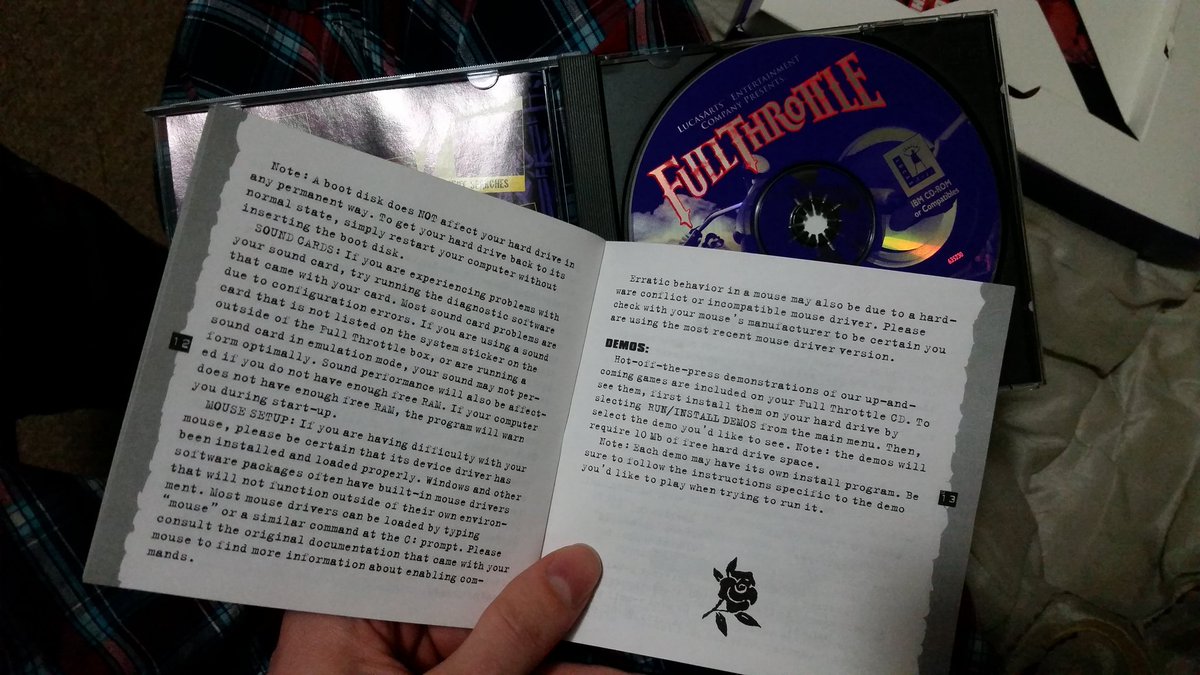 LUCASARTS ENTERTAINMENT
COMPANY PRESENTS
FULL THROTTLE
IBM CD-ROM
or Compatibles
SEARCHES
Note: A boot disk does NOT affect your hard drive in
any permanent way. To get your hard drive back to its
normal state, simply restart your computer without
inserting the boot disk.
SOUND CARDS: If you are experiencing problems with
your sound card, try running the diagnostic software
that came with your card. Most sound card problems are
due to configuration errors. If you are using a sound
card that is not listed on the system sticker on the
outside of the Full Throttle box, or are running a
sound card in emulation mode, your sound may not per-
form optimally. Sound performance will also be affect-
ed if you do not have enough free RAM. If your computer
does not have enough free RAM, the program will warn
you during start-up.
MOUSE SETUP: If you are having difficulty with your
mouse, please be certain that its device driver has
been installed and loaded properly. Windows and other
software packages often have built-in mouse drivers
that will not function outside of their own environ-
ment. Most mouse drivers can be loaded by typing
"mouse" or a similar command at the C: prompt. Please
consult the original documentation that came with your
mouse to find more information about enabling com-
mands.
12
Erratic behavior in a mouse may also be due to a hard-
ware conflict or incompatible mouse driver. Please
check with your mouse's manufacturer to be certain you
are using the most recent mouse driver version.
DEMOS:
Hot-off-the-press demonstrations of our up-and-
coming games are included on your Full Throttle CD. To
see them, first install them on your hard drive by
slecting RUN/INSTALL DEMOS from the main menu. Then,
select the demo you'd like to see. Note: the demos will
require 10 Mb of free hard drive space.
Note: Each demo may have its own install program. Be
sure to follow the instructions specific to the demo
you'd like to play when trying to run it.
13